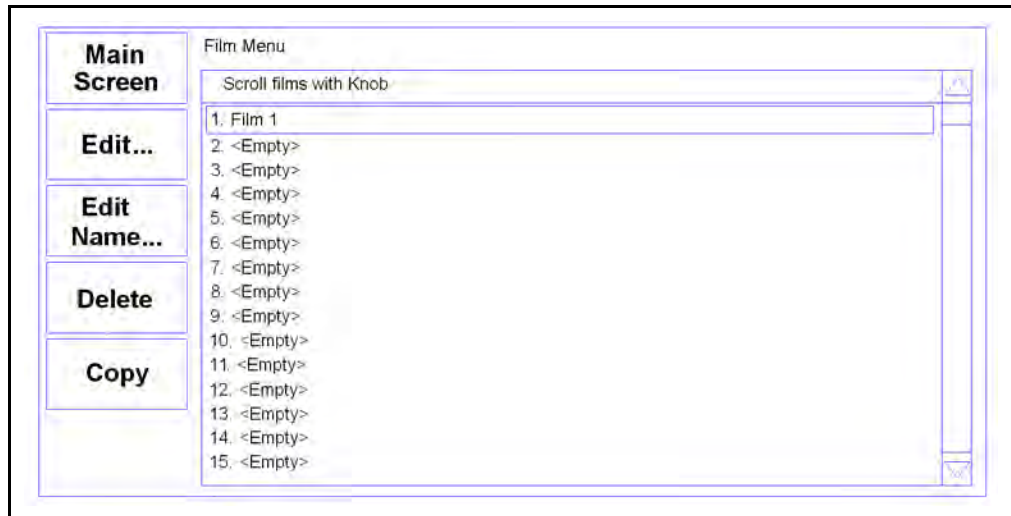 Main
Screen
Edit...
Edit
Name...
Delete
Copy
Film Menu
Scroll films with Knob
1. Film 1
2. <Empty>
3. <Empty>
4. <Empty>
5. <Empty>
6. <Empty>
7. <Empty>
8. <Empty>
9. <Empty>
10. <Empty>
11. <Empty>
12. <Empty>
13. <Empty>
14. <Empty>
15. <Empty>